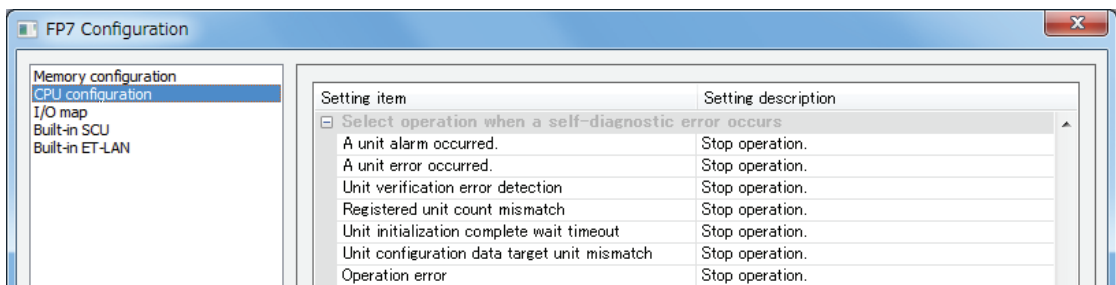 FP7 Configuration
Memory configuration
CPU configuration
I/O map
Built-in SCU
Built-in ET-LAN
Setting item Setting description
Select operation when a self-diagnostic error occurs
A unit alarm occurred. Stop operation.
A unit error occurred. Stop operation.
Unit verification error detection Stop operation.
Registered unit count mismatch Stop operation.
Unit initialization complete wait timeout Stop operation.
Unit configuration data target unit mismatch Stop operation.
Operation error Stop operation.